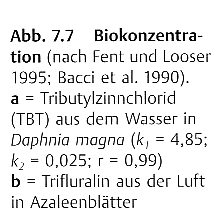 Abb. 7.7 Biokonzentra-
tion (nach Fent und Looser
1995; Bacci et al. 1990).
a = Tributylzinnchlorid
(TBT) aus dem Wasser in
Daphnia magna (k1 = 4,85;
k2 = 0,025; r = 0,99)
b = Trifluralin aus der Luft
in Azaleenblätter